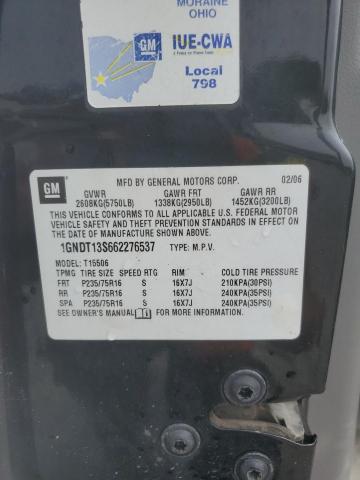 MORAINE
OHIO
GM
IUE-CWA
Local
798
GM
MFD BY GENERAL MOTORS CORP. 02/06
GVWR GAWR FRT GAWR RR
2608KG(5750LB) 1338KG(2950LB) 1452KG(3200LB)
THIS VEHICLE CONFORMS TO ALL APPLICABLE U.S. FEDERAL MOTOR
VEHICLE SAFETY AND THEFT PREVENTION STANDARDS IN EFFECT ON
THE DATE OF MANUFACTURE SHOWN ABOVE.
1GNDT13S662276537 TYPE: M.P.V.
MODEL: T15506
TPMG TIRE SIZE SPEED RTG RIM COLD TIRE PRESSURE
FRT P235/75R16 S 16X7J 210KPA(30PSI)
RR P235/75R16 S 16X7J 240KPA(35PSI)
SPA P235/75R16 S 16X7J 240KPA(35PSI)
SEE OWNER'S MANUAL FOR MORE INFORMATION.